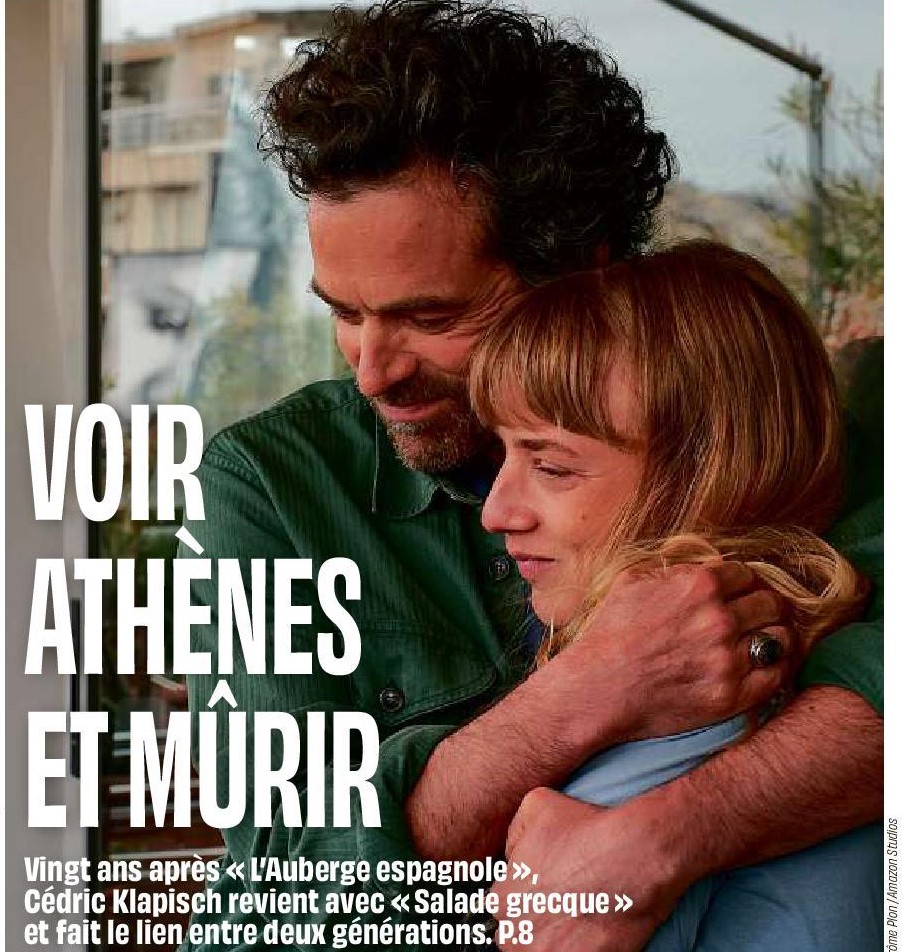 VOIR
ATHÈNES
ET MÛRIR
Vingt ans après « L’Auberge espagnole »,
Cédric Klapisch revient avec « Salade grecque »
et fait le lien entre deux générations. P.8
Plon / Amazon Studios